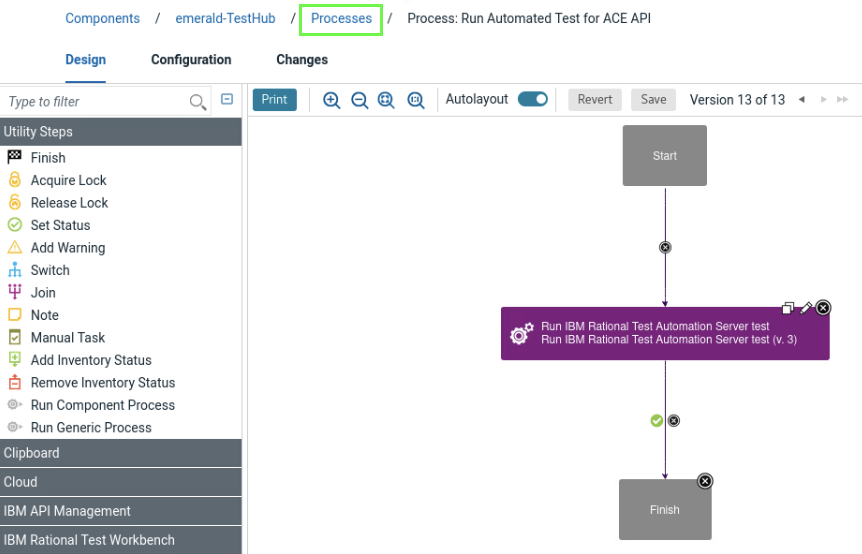 Components / emerald-TestHub / Processes / Process: Run Automated Test for ACE API
Design Configuration Changes
Type to filter
Print Autolayout Revert Save Version 13 of 13
Utility Steps
Finish
Acquire Lock
Release Lock
Set Status
Add Warning
Switch
Join
Note
Manual Task
Add Inventory Status
Remove Inventory Status
Run Component Process
Run Generic Process
Clipboard
Cloud
IBM API Management
IBM Rational Test Workbench
Start
Run IBM Rational Test Automation Server test
Run IBM Rational Test Automation Server test (v. 3)
Finish